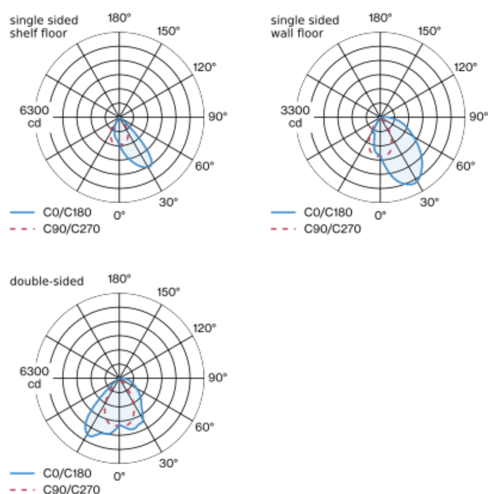 single sided
shelf floor
180°
150°
120°
90°
60°
30°
0°
6300
cd
C0/C180
C90/C270
single sided
wall floor
180°
150°
120°
90°
60°
30°
0°
3300
cd
C0/C180
C90/C270
double-sided
180°
150°
120°
90°
60°
30°
0°
6300
cd
C0/C180
C90/C270